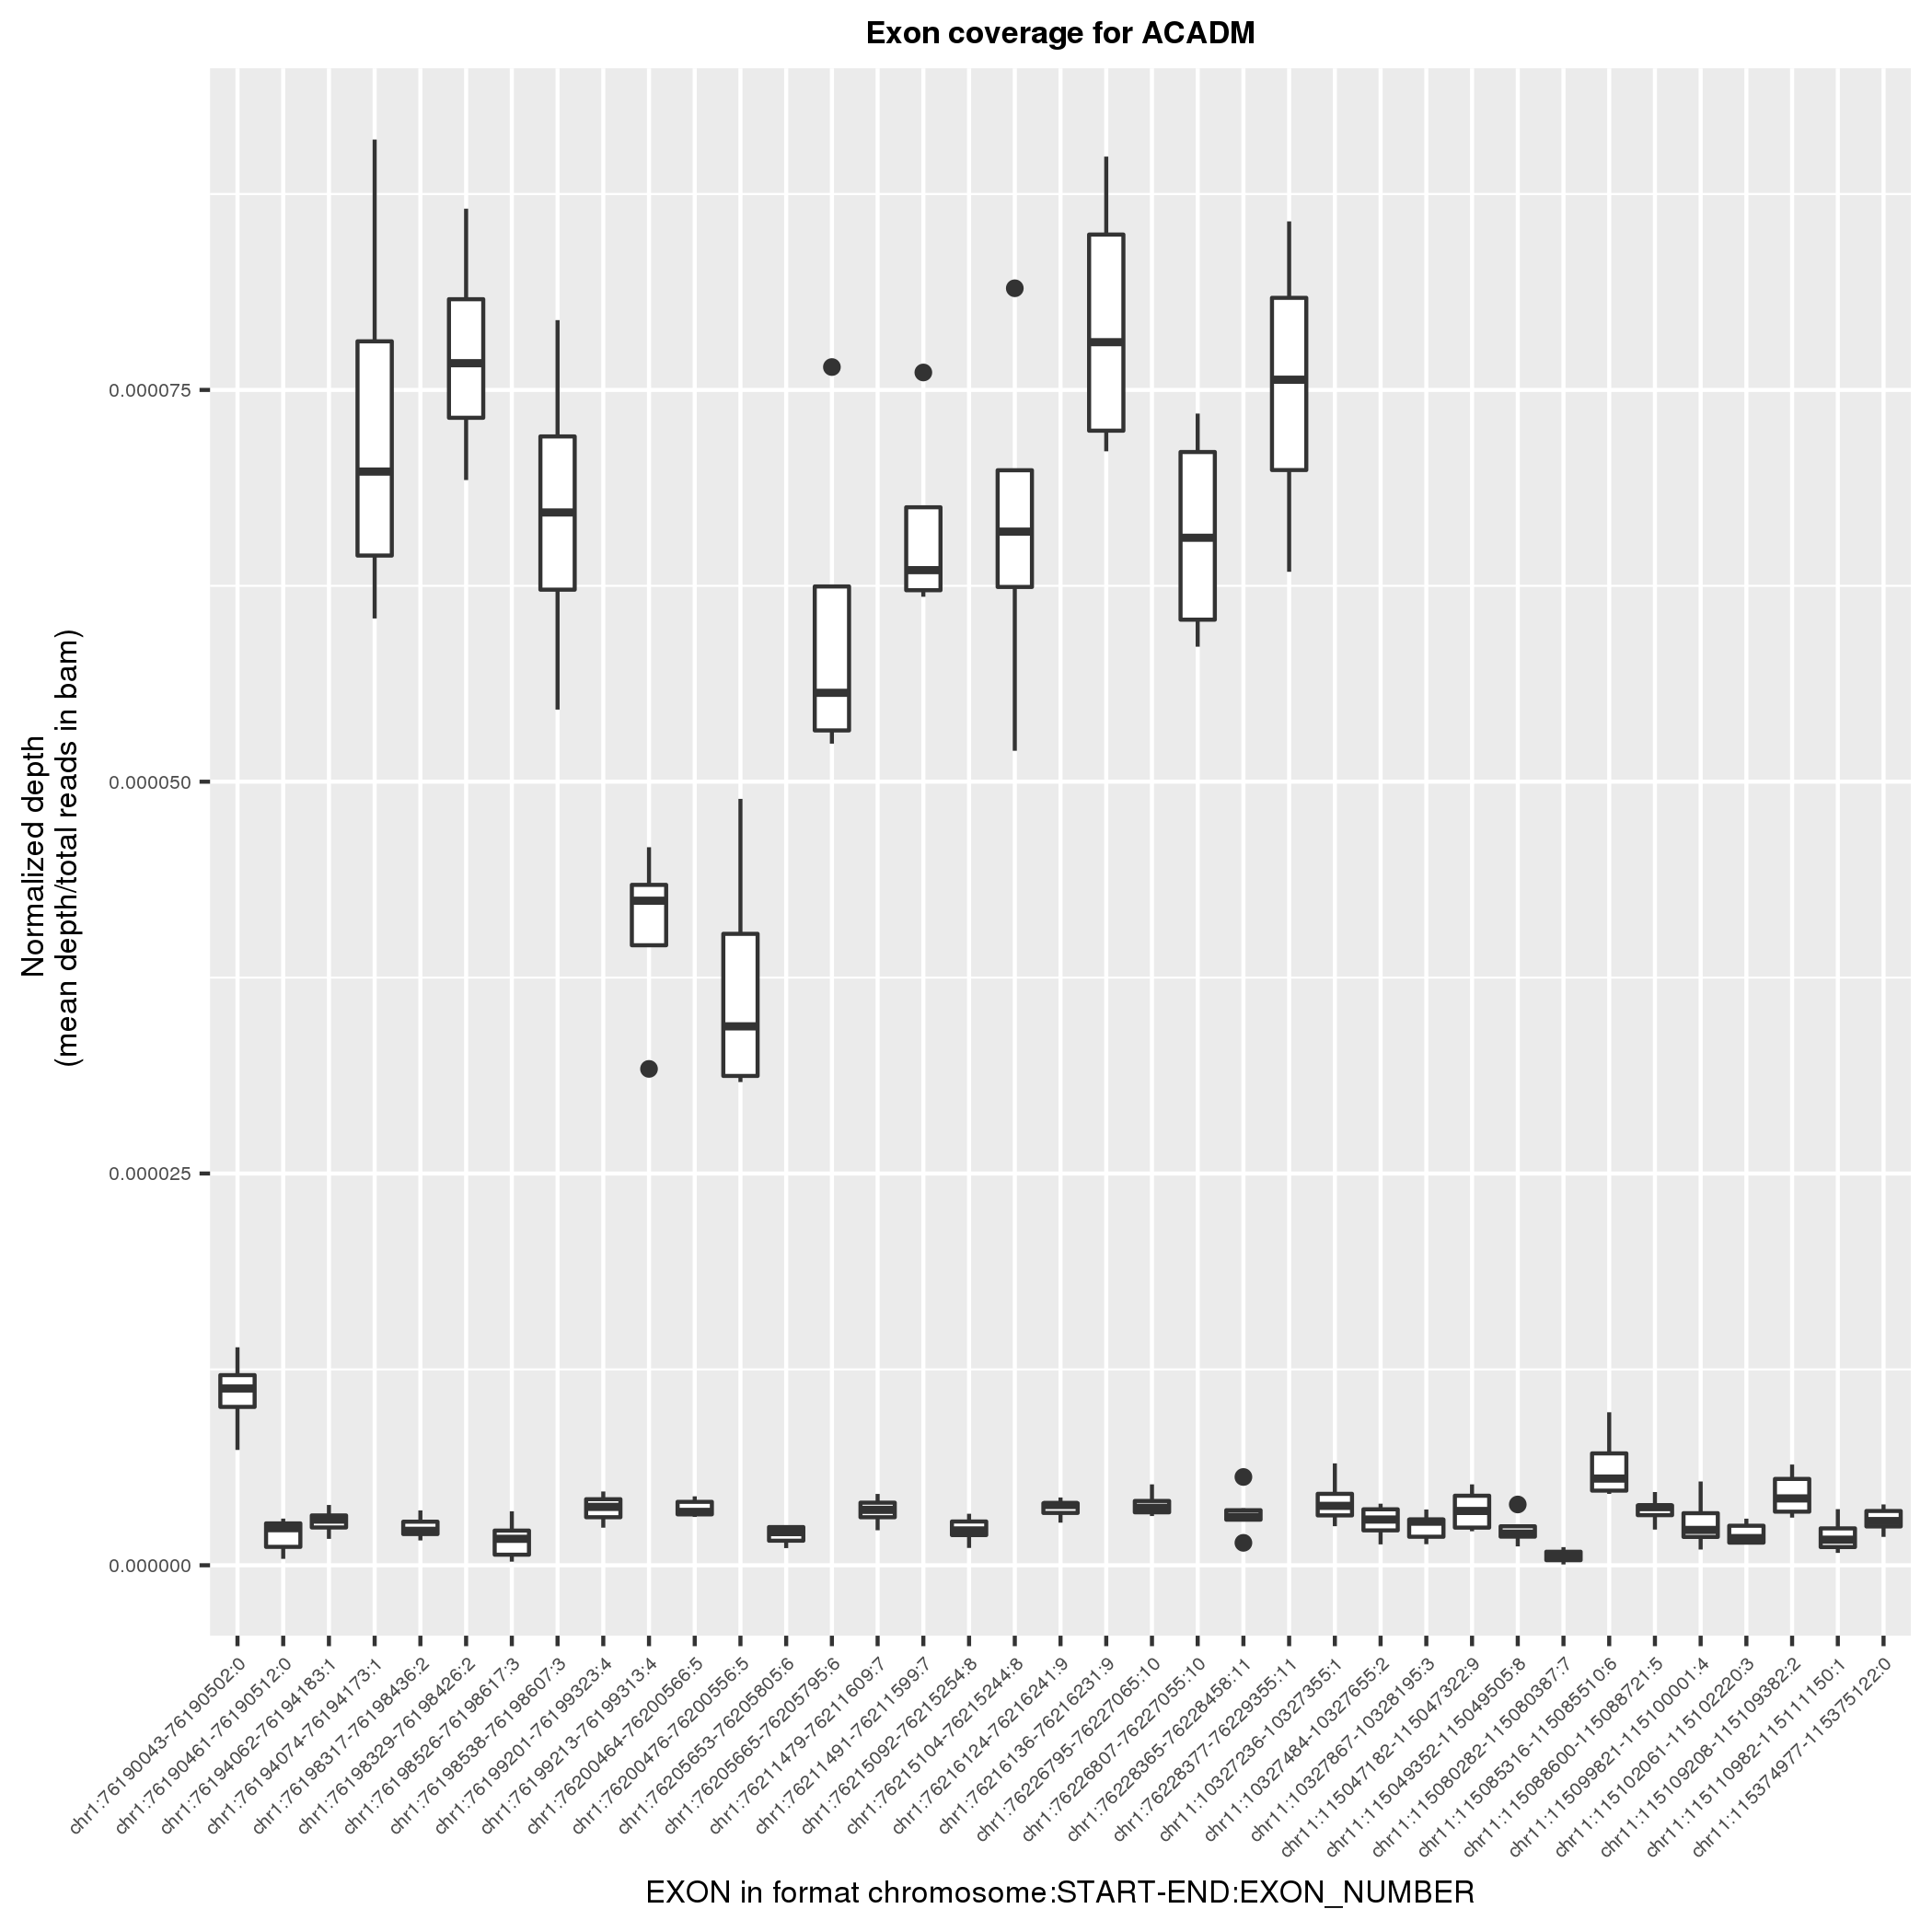 Exon coverage for ACADM
Normalized depth
(mean depth/total reads in bam)
0.000075
0.000050
0.000025
0.000000
chr1:76190043-76190502:0
chr1:76190461-76190512:0
chr1:76194062-76194183:1
chr1:76194074-76194173:1
chr1:76198317-76198436:2
chr1:76198329-76198426:2
chr1:76198526-76198617:3
chr1:76198538-76198607:3
chr1:76199201-76199323:4
chr1:76199213-76199313:4
chr1:76200464-76200566:5
chr1:76200476-76200556:5
chr1:76205653-76205805:6
chr1:76205665-76205795:6
chr1:76211479-76211609:7
chr1:76211491-76211599:7
chr1:76215092-76215254:8
chr1:76215104-76215244:8
chr1:76216124-76216241:9
chr1:76216136-76216231:9
chr1:76226795-76227065:10
chr1:76226807-76227055:10
chr1:76228365-76228458:11
chr1:76228377-76229355:11
chr11:10327236-10327355:1
chr11:10327484-10327655:2
chr11:10327867-10328195:3
chr11:115047182-115047322:9
chr11:115049352-115049505:8
chr11:115080282-115080387:7
chr11:115085316-115085510:6
chr11:115088600-115088721:5
chr11:115099821-115100001:4
chr11:115102061-115102220:3
chr11:115109208-115109382:2
chr11:115110982-115111150:1
chr11:115374977-115375122:0
EXON in format chromosome:START-END:EXON_NUMBER